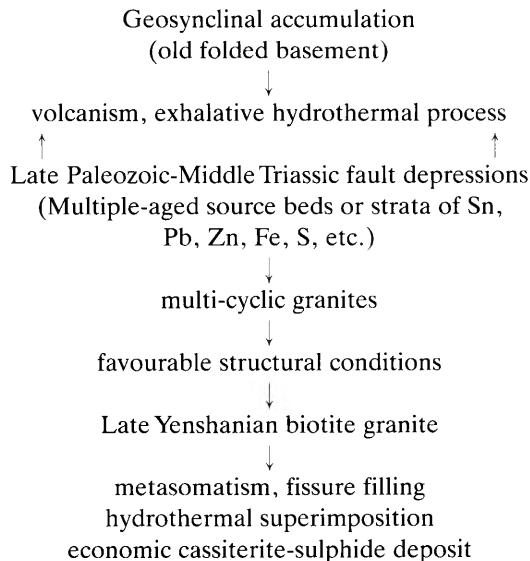 Geosynclinal accumulation
(old folded basement)
↓
volcanism, exhalative hydrothermal process
↑ ↑
Late Paleozoic-Middle Triassic fault depressions
(Multiple-aged source beds or strata of Sn,
Pb, Zn, Fe, S, etc.)
↓
multi-cyclic granites
↓
favourable structural conditions
↓
Late Yenshanian biotite granite
↓
metasomatism, fissure filling
hydrothermal superimposition
economic cassiterite-sulphide deposit